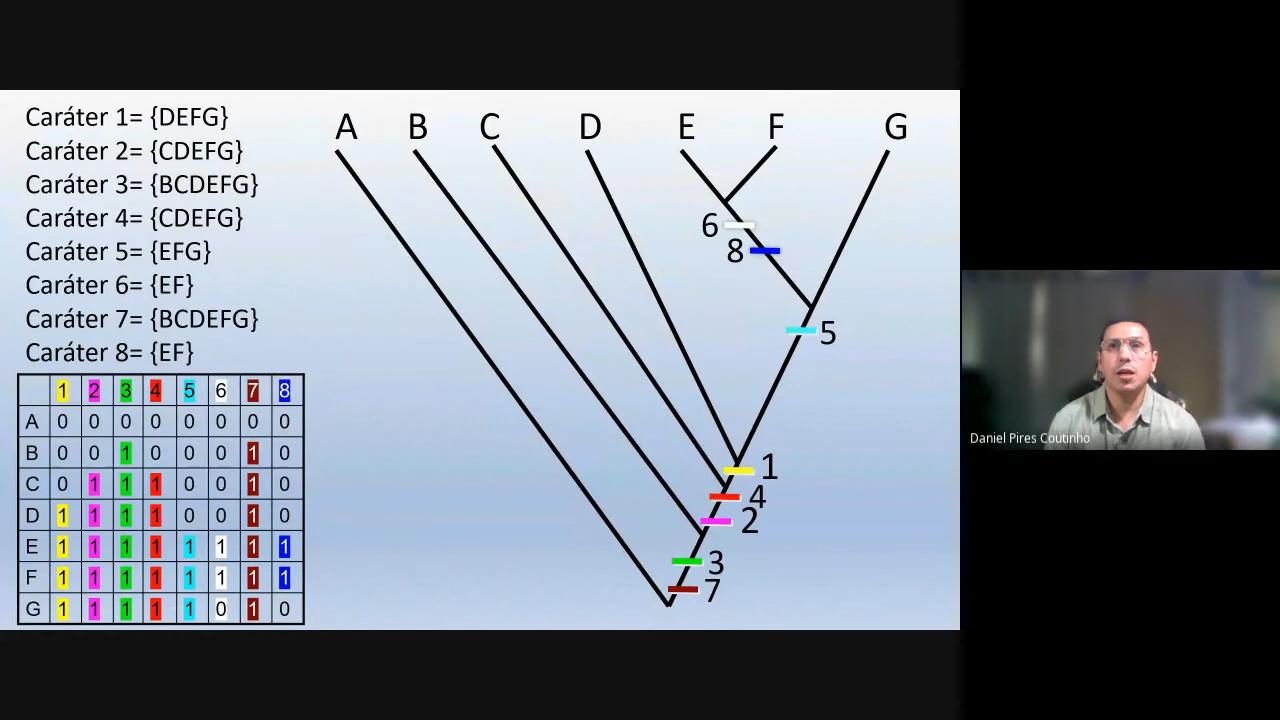 Caráter 1= {DEFG}
Caráter 2= {CDEFG}
Caráter 3= {BCDEFG}
Caráter 4= {CDEFG}
Caráter 5= {EFG}
Caráter 6= {EF}
Caráter 7= {BCDEFG}
Caráter 8= {EF}
1 2 3 4 5 6 7 8
A 0 0 0 0 0 0 0 0
B 0 0 1 0 0 0 1 0
C 0 1 1 1 0 0 1 0
D 1 1 1 1 0 0 1 0
E 1 1 1 1 1 1 1 1
F 1 1 1 1 1 1 1 1
G 1 1 1 1 1 0 1 0
A B C D E F G
6
8
5
1
4
2
3
7
Daniel Pires Coutinho